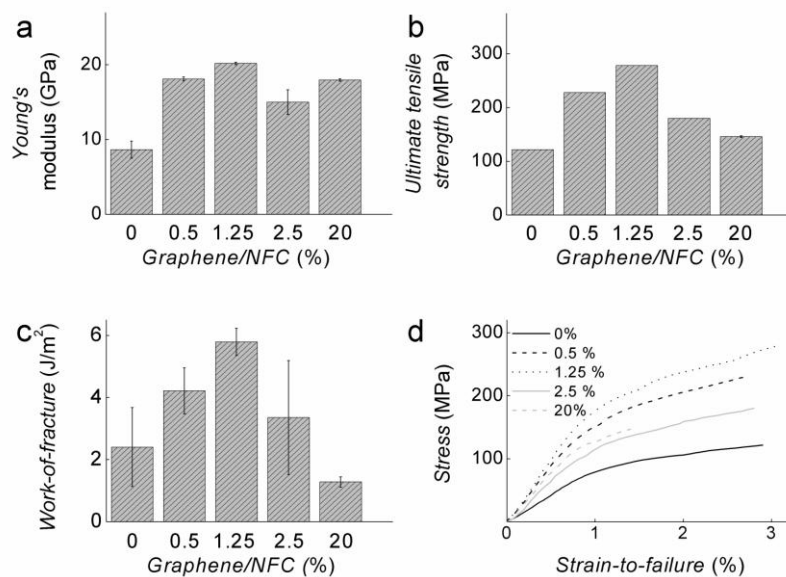 a
Young's
modulus (GPa)
20
10
0
0 0.5 1.25 2.5 20
Graphene/NFC (%)
b
Ultimate tensile
strength (MPa)
300
200
100
0
0 0.5 1.25 2.5 20
Graphene/NFC (%)
c
Work-of-fracture (J/m²)
6
4
2
0
0 0.5 1.25 2.5 20
Graphene/NFC (%)
d
Stress (MPa)
300
200
100
0%
0.5 %
1.25 %
2.5 %
20%
0 1 2 3
Strain-to-failure (%)